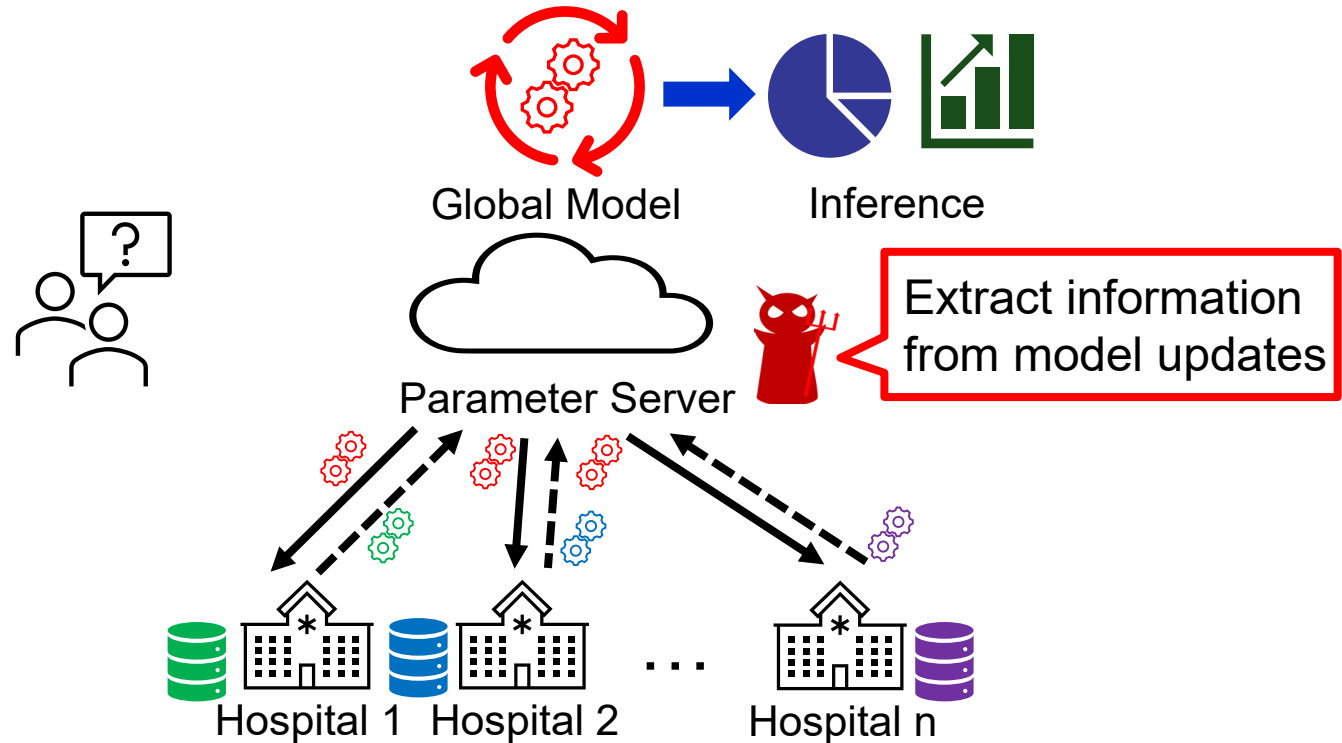 Global Model
Inference
?
Extract information
from model updates
Parameter Server
...
Hospital 1
Hospital 2
Hospital n